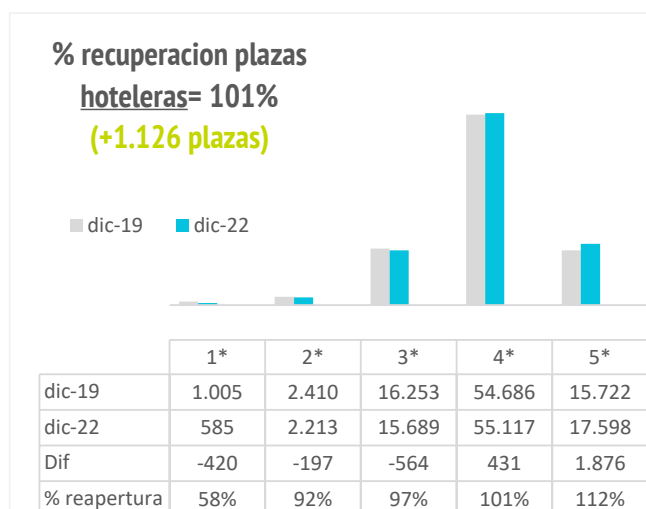 % recuperacion plazas
hoteleras= 101%
(+1.126 plazas)
dic-19 dic-22
1* 2* 3* 4* 5*
dic-19 1.005 2.410 16.253 54.686 15.722
dic-22 585 2.213 15.689 55.117 17.598
Dif -420 -197 -564 431 1.876
% reapertura 58% 92% 97% 101% 112%